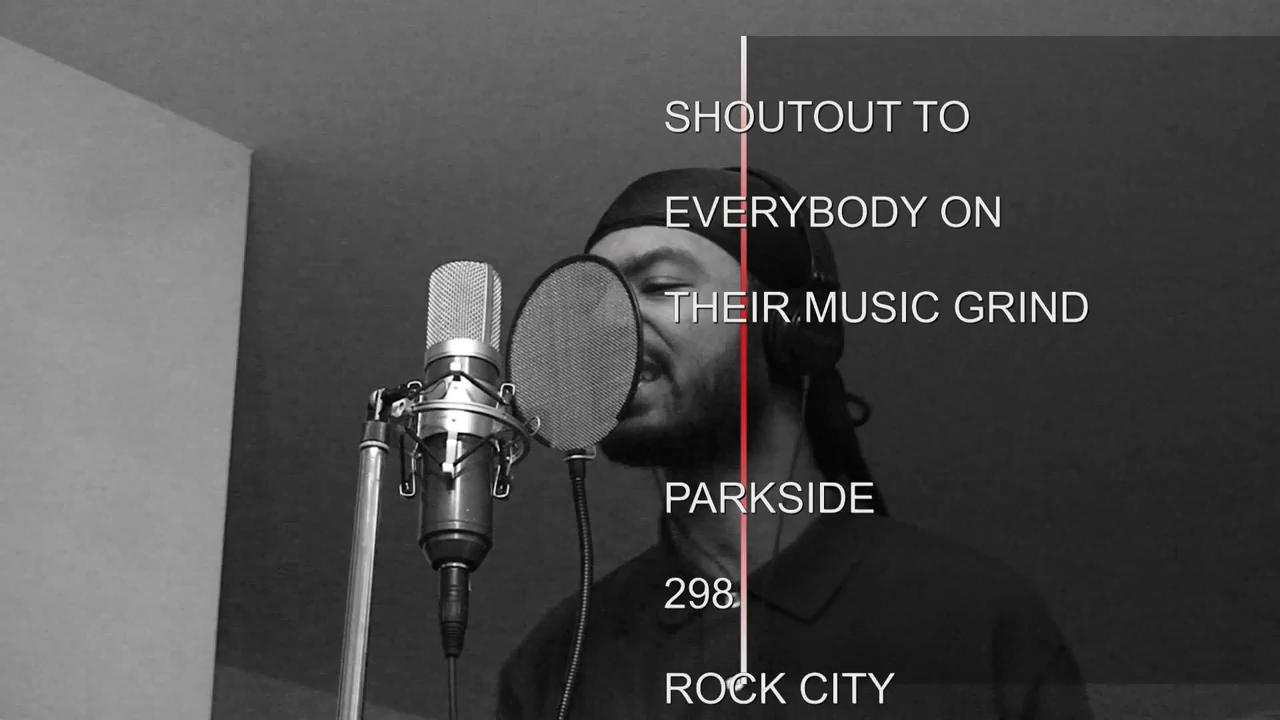 SHOUTOUT TO
EVERYBODY ON
THEIR MUSIC GRIND
PARKSIDE
298
ROCK CITY